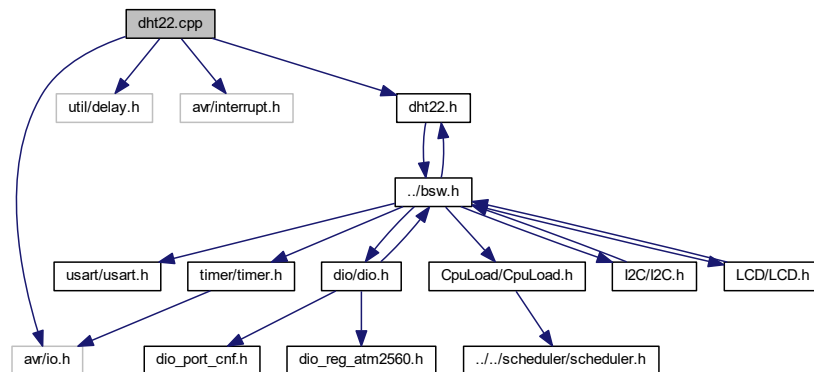 dht22.cpp
util/delay.h
avr/interrupt.h
dht22.h
../bsw.h
usart/usart.h
timer/timer.h
dio/dio.h
CpuLoad/CpuLoad.h
I2C/I2C.h
LCD/LCD.h
avr/io.h
dio_port_cnf.h
dio_reg_atm2560.h
../../scheduler/scheduler.h